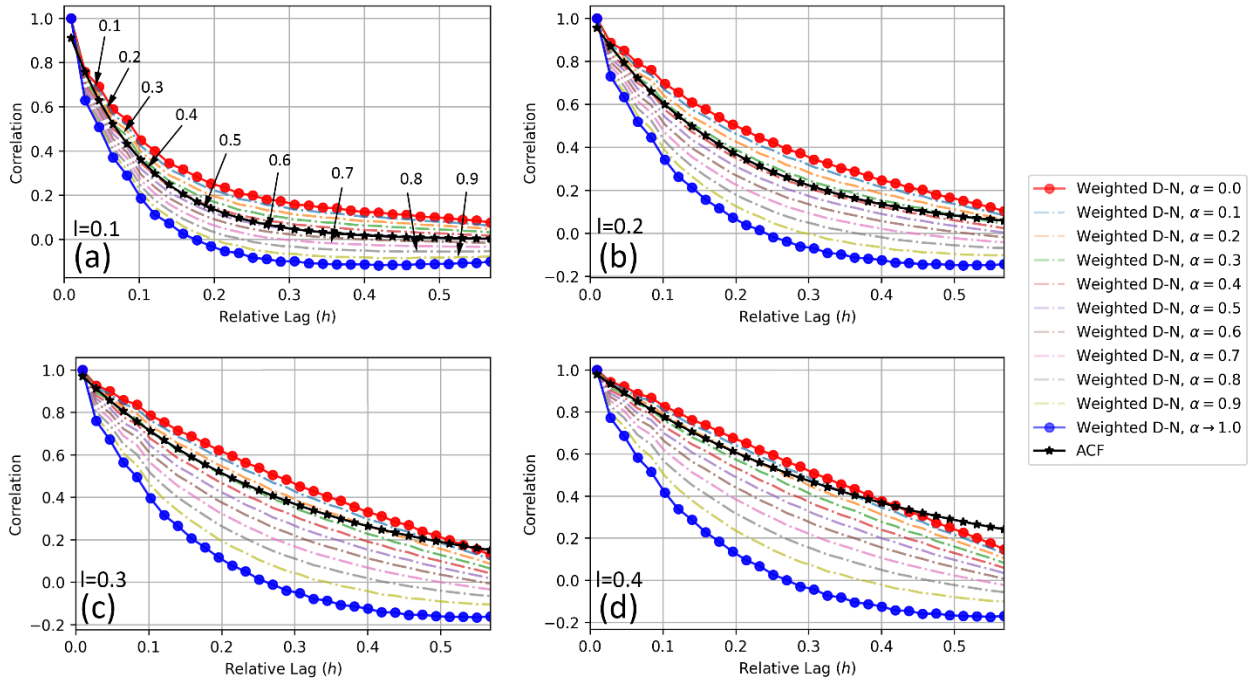 1.0
0.8
0.6
0.4
0.2
0.0
Correlation
0.1
0.2
0.3
0.4
0.5
0.6
0.7
0.8
0.9
l=0.1
(a)
0.0 0.1 0.2 0.3 0.4 0.5
Relative Lag (h)
1.0
0.8
0.6
0.4
0.2
0.0
−0.2
Correlation
l=0.2
(b)
0.0 0.1 0.2 0.3 0.4 0.5
Relative Lag (h)
1.0
0.8
0.6
0.4
0.2
0.0
−0.2
Correlation
l=0.3
(c)
0.0 0.1 0.2 0.3 0.4 0.5
Relative Lag (h)
1.0
0.8
0.6
0.4
0.2
0.0
−0.2
Correlation
l=0.4
(d)
0.0 0.1 0.2 0.3 0.4 0.5
Relative Lag (h)
Weighted D-N, α = 0.0
Weighted D-N, α = 0.1
Weighted D-N, α = 0.2
Weighted D-N, α = 0.3
Weighted D-N, α = 0.4
Weighted D-N, α = 0.5
Weighted D-N, α = 0.6
Weighted D-N, α = 0.7
Weighted D-N, α = 0.8
Weighted D-N, α = 0.9
Weighted D-N, α → 1.0
ACF